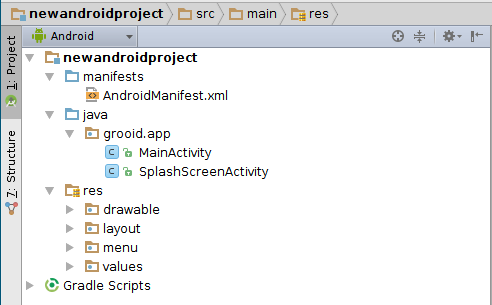 newandroidproject src main res
Android
1: Project
7: Structure
newandroidproject
manifests
AndroidManifest.xml
java
grooid.app
MainActivity
SplashScreenActivity
res
drawable
layout
menu
values
Gradle Scripts